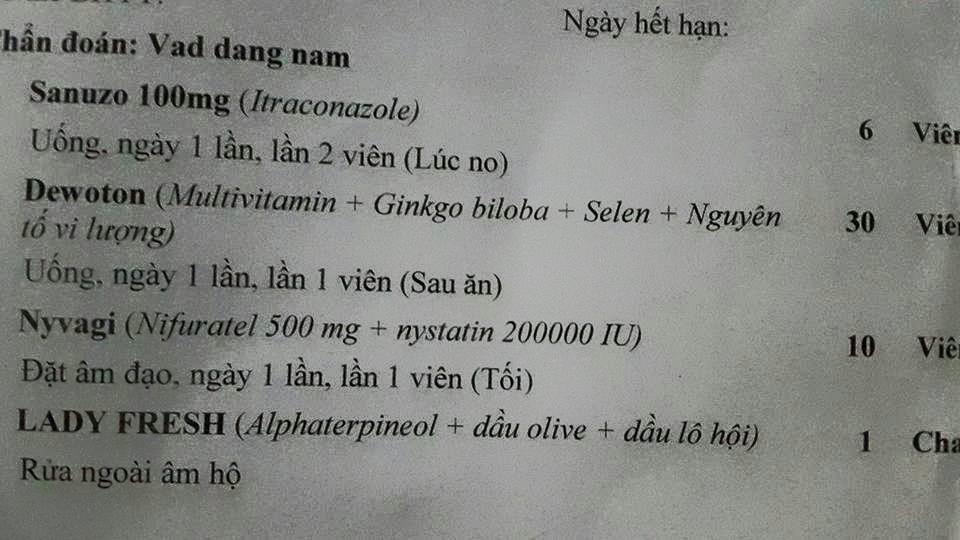 Ngày hết hạn:
hẩn đoán: Vad dang nam
Sanuzo 100mg (Itraconazole)
6 Viên
Uống, ngày 1 lần, lần 2 viên (Lúc no)
Dewoton (Multivitamin + Ginkgo biloba + Selen + Nguyên
tố vi lượng)
30 Viên
Uống, ngày 1 lần, lần 1 viên (Sau ăn)
Nyvagi (Nifuratel 500 mg + nystatin 200000 IU)
10 Viên
Đặt âm đạo, ngày 1 lần, lần 1 viên (Tối)
LADY FRESH (Alphaterpineol + dầu olive + dầu lô hội)
1 Cha
Rửa ngoài âm hộ